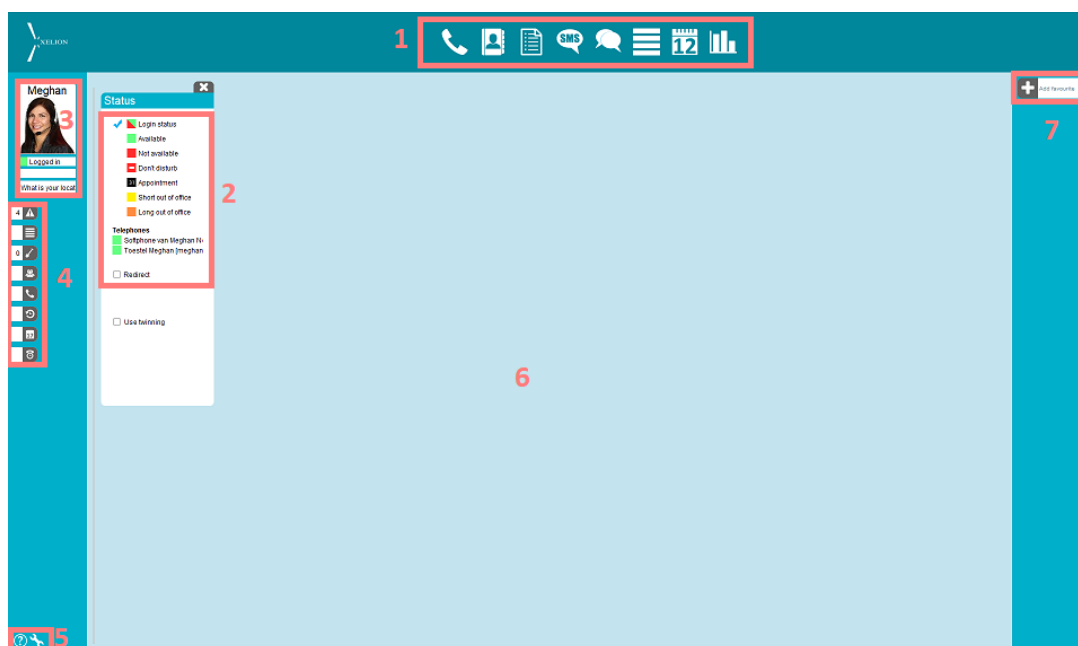 XELION
1
SMS
12
Meghan
3
Logged in
What is your locat
Status
Login status
Available
Not available
Don't disturb
Appointment
Short out of office
Long out of office
Telephones
Softphone van Meghan N
Toestel Meghan [meghan
Redirect
Use twinning
2
4
0
4
5
6
Add favourite
7